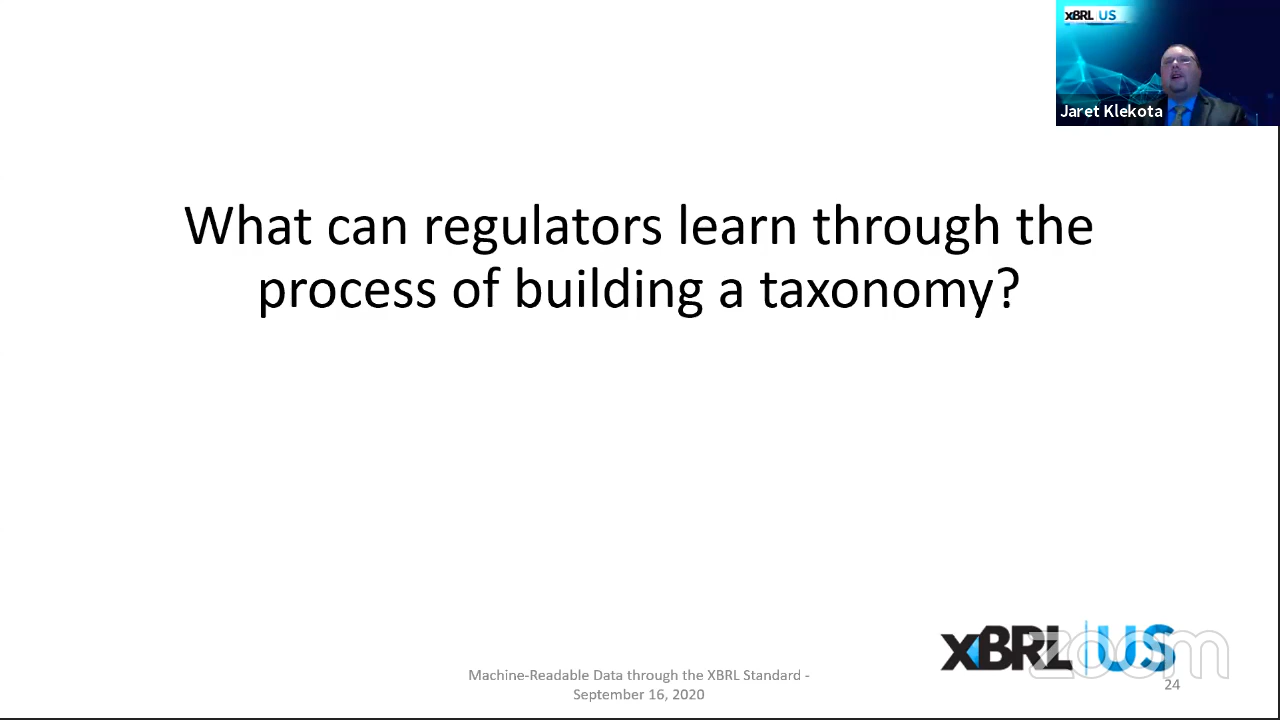 XBRL US
Jaret Klekota
What can regulators learn through the
process of building a taxonomy?
XBRL US
zoom
Machine-Readable Data through the XBRL Standard -
September 16, 2020
24